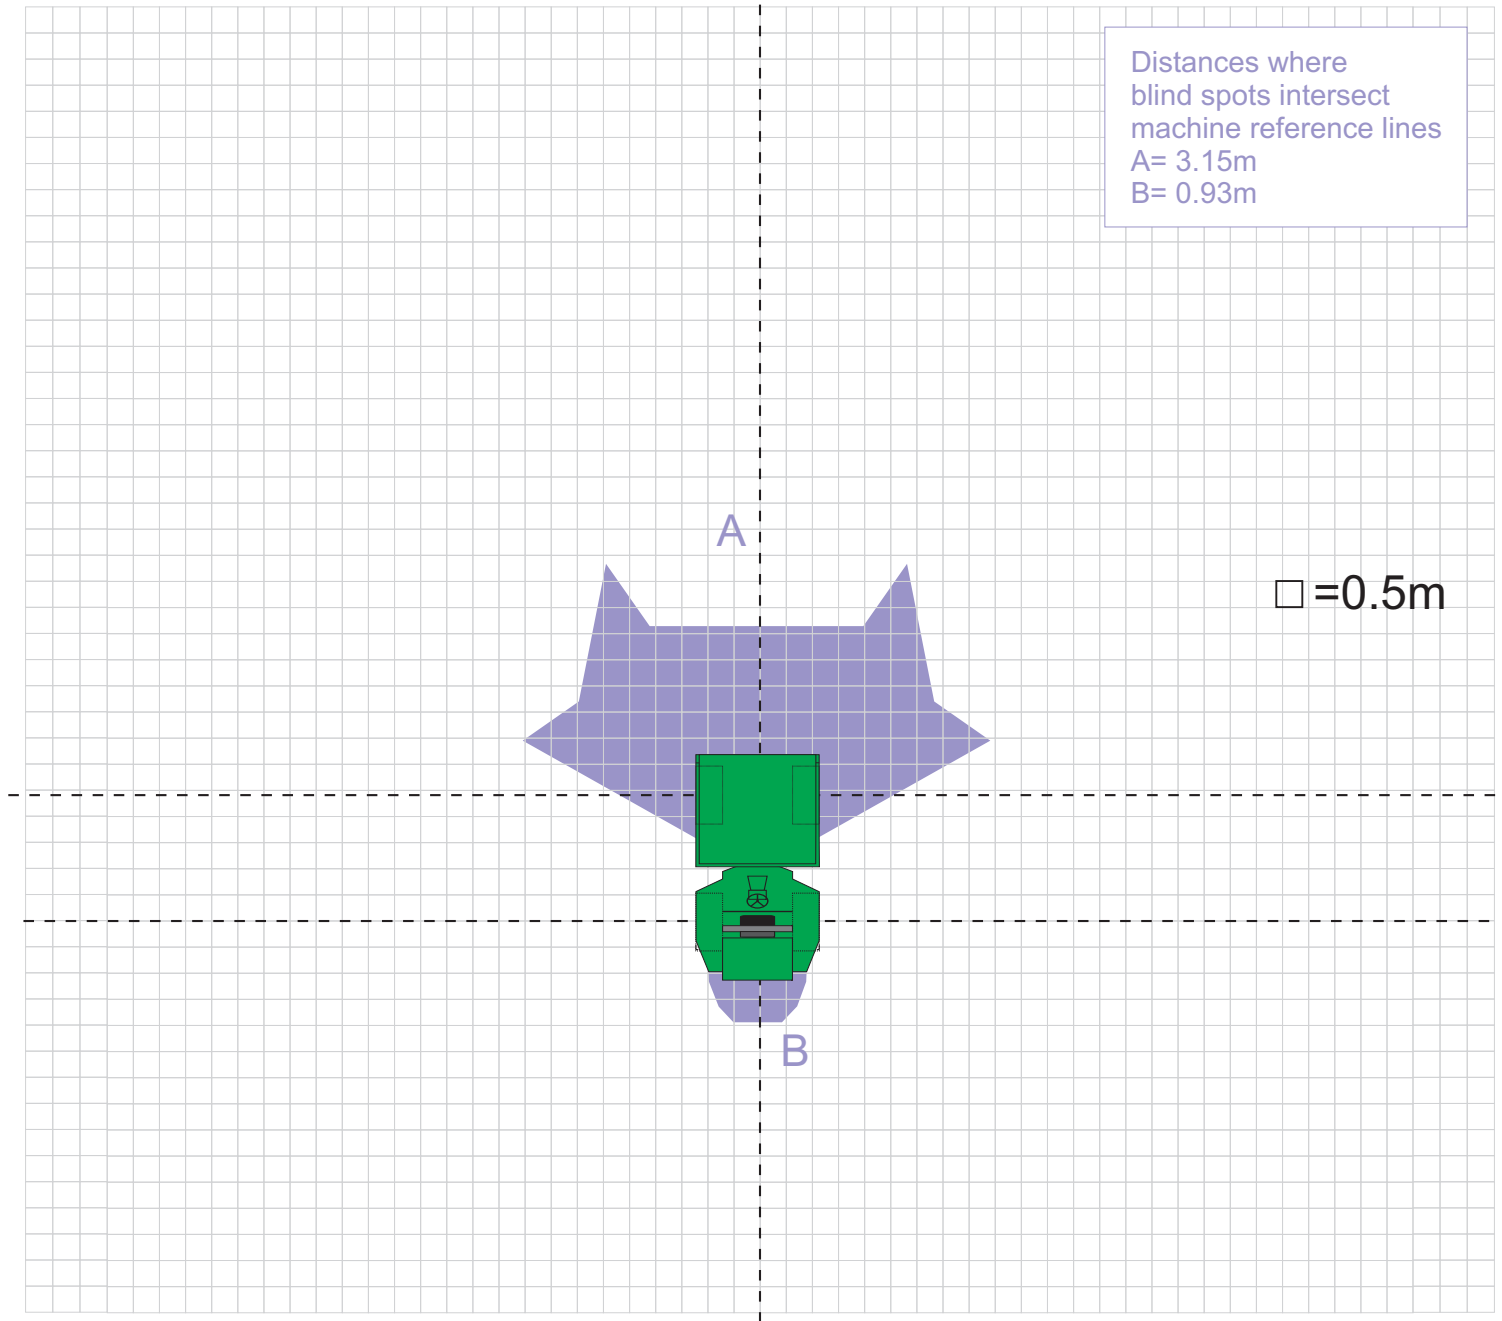 Distances where
blind spots intersect
machine reference lines
A= 3.15m
B= 0.93m
A
□ =0.5m
B